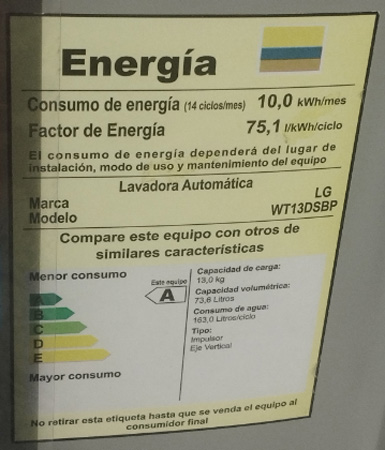 Energía
Consumo de energía (14 ciclos/mes) 10,0 kWh/mes
Factor de Energía 75,1 l/kWh/ciclo
El consumo de energía dependerá del lugar de
instalación, modo de uso y mantenimiento del equipo
Lavadora Automática
Marca LG
Modelo WT13DSBP
Compare este equipo con otros de
similares características
Menor consumo
A
B
C
D
E
Mayor consumo
Este equipo
A
Capacidad de carga:
13,0 kg
Capacidad volumétrica:
73,6 Litros
Consumo de agua:
163,0 Litros/ciclo
Tipo:
Impulsor
Eje Vertical
No retirar esta etiqueta hasta que se venda el equipo al
consumidor final